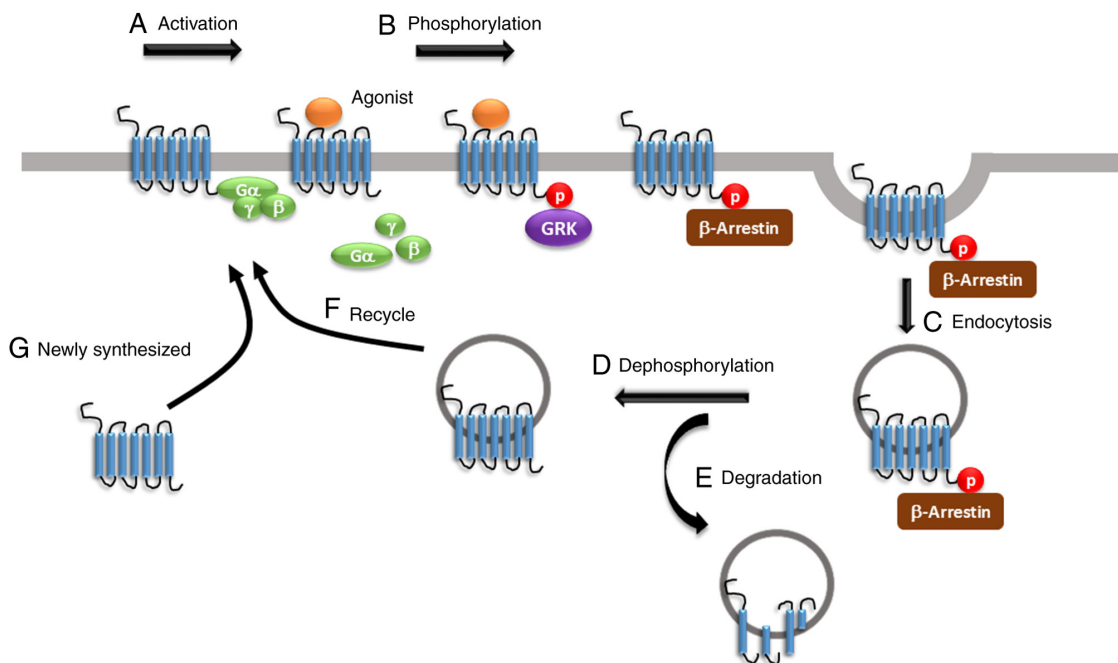 A Activation
B Phosphorylation
Agonist
Gα
γ
β
γ
β
Gα
p
GRK
p
β-Arrestin
p
β-Arrestin
C Endocytosis
F Recycle
G Newly synthesized
D Dephosphorylation
E Degradation
p
β-Arrestin